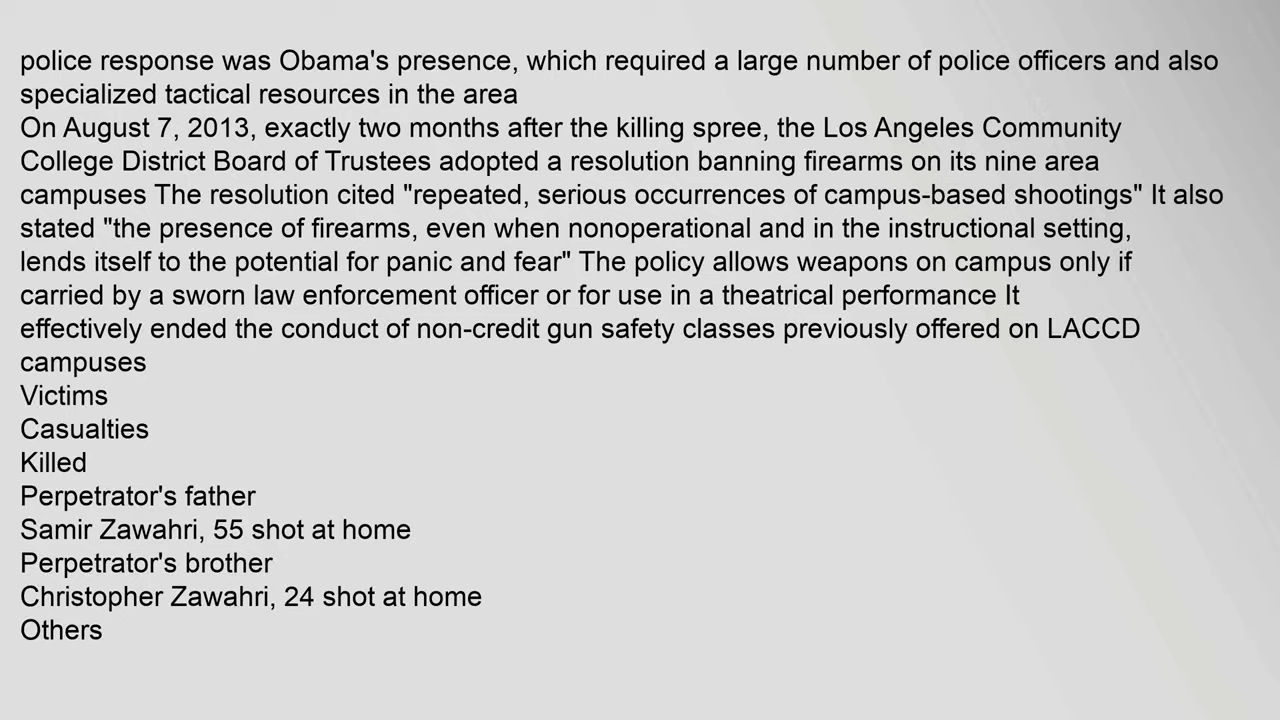 police response was Obama's presence, which required a large number of police officers and also
specialized tactical resources in the area
On August 7, 2013, exactly two months after the killing spree, the Los Angeles Community
College District Board of Trustees adopted a resolution banning firearms on its nine area
campuses The resolution cited "repeated, serious occurrences of campus-based shootings" It also
stated "the presence of firearms, even when nonoperational and in the instructional setting,
lends itself to the potential for panic and fear" The policy allows weapons on campus only if
carried by a sworn law enforcement officer or for use in a theatrical performance It
effectively ended the conduct of non-credit gun safety classes previously offered on LACCD
campuses
Victims
Casualties
Killed
Perpetrator's father
Samir Zawahri, 55 shot at home
Perpetrator's brother
Christopher Zawahri, 24 shot at home
Others